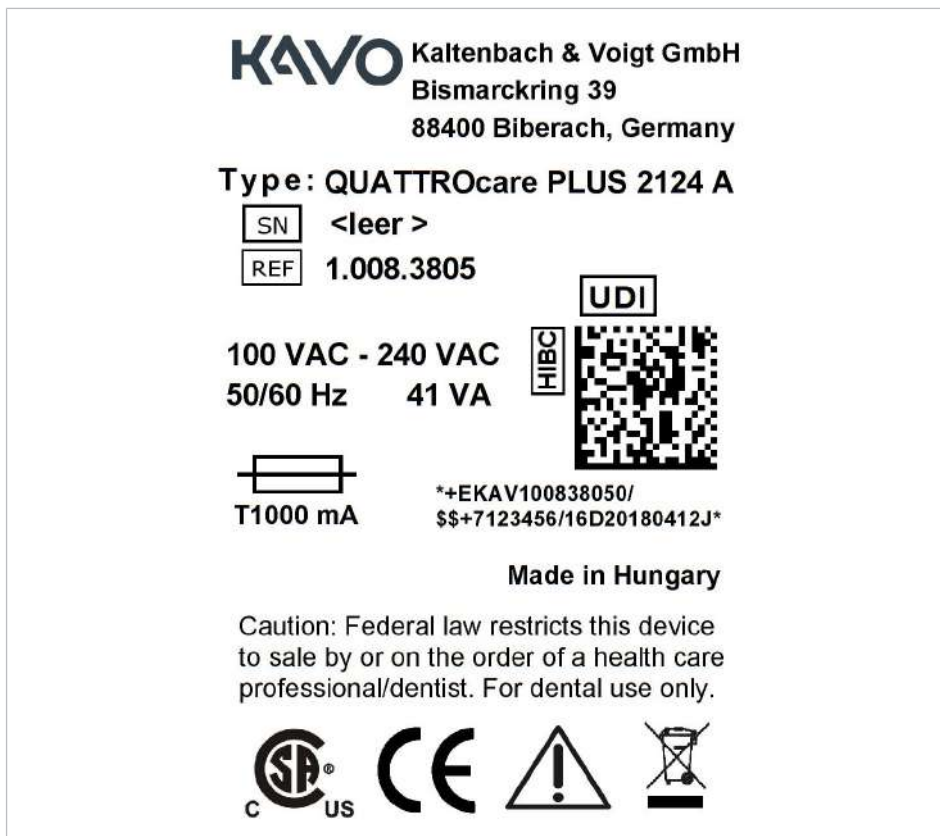 KAVO Kaltenbach & Voigt GmbH
Bismarckring 39
88400 Biberach, Germany
Type: QUATTROcare PLUS 2124 A
SN <leer >
REF 1.008.3805
UDI
HIBC
100 VAC - 240 VAC
50/60 Hz 41 VA
T1000 mA
*+EKAV100838050/
$$+7123456/16D20180412J*
Made in Hungary
Caution: Federal law restricts this device
to sale by or on the order of a health care
professional/dentist. For dental use only.
CSA ®
C US
CE